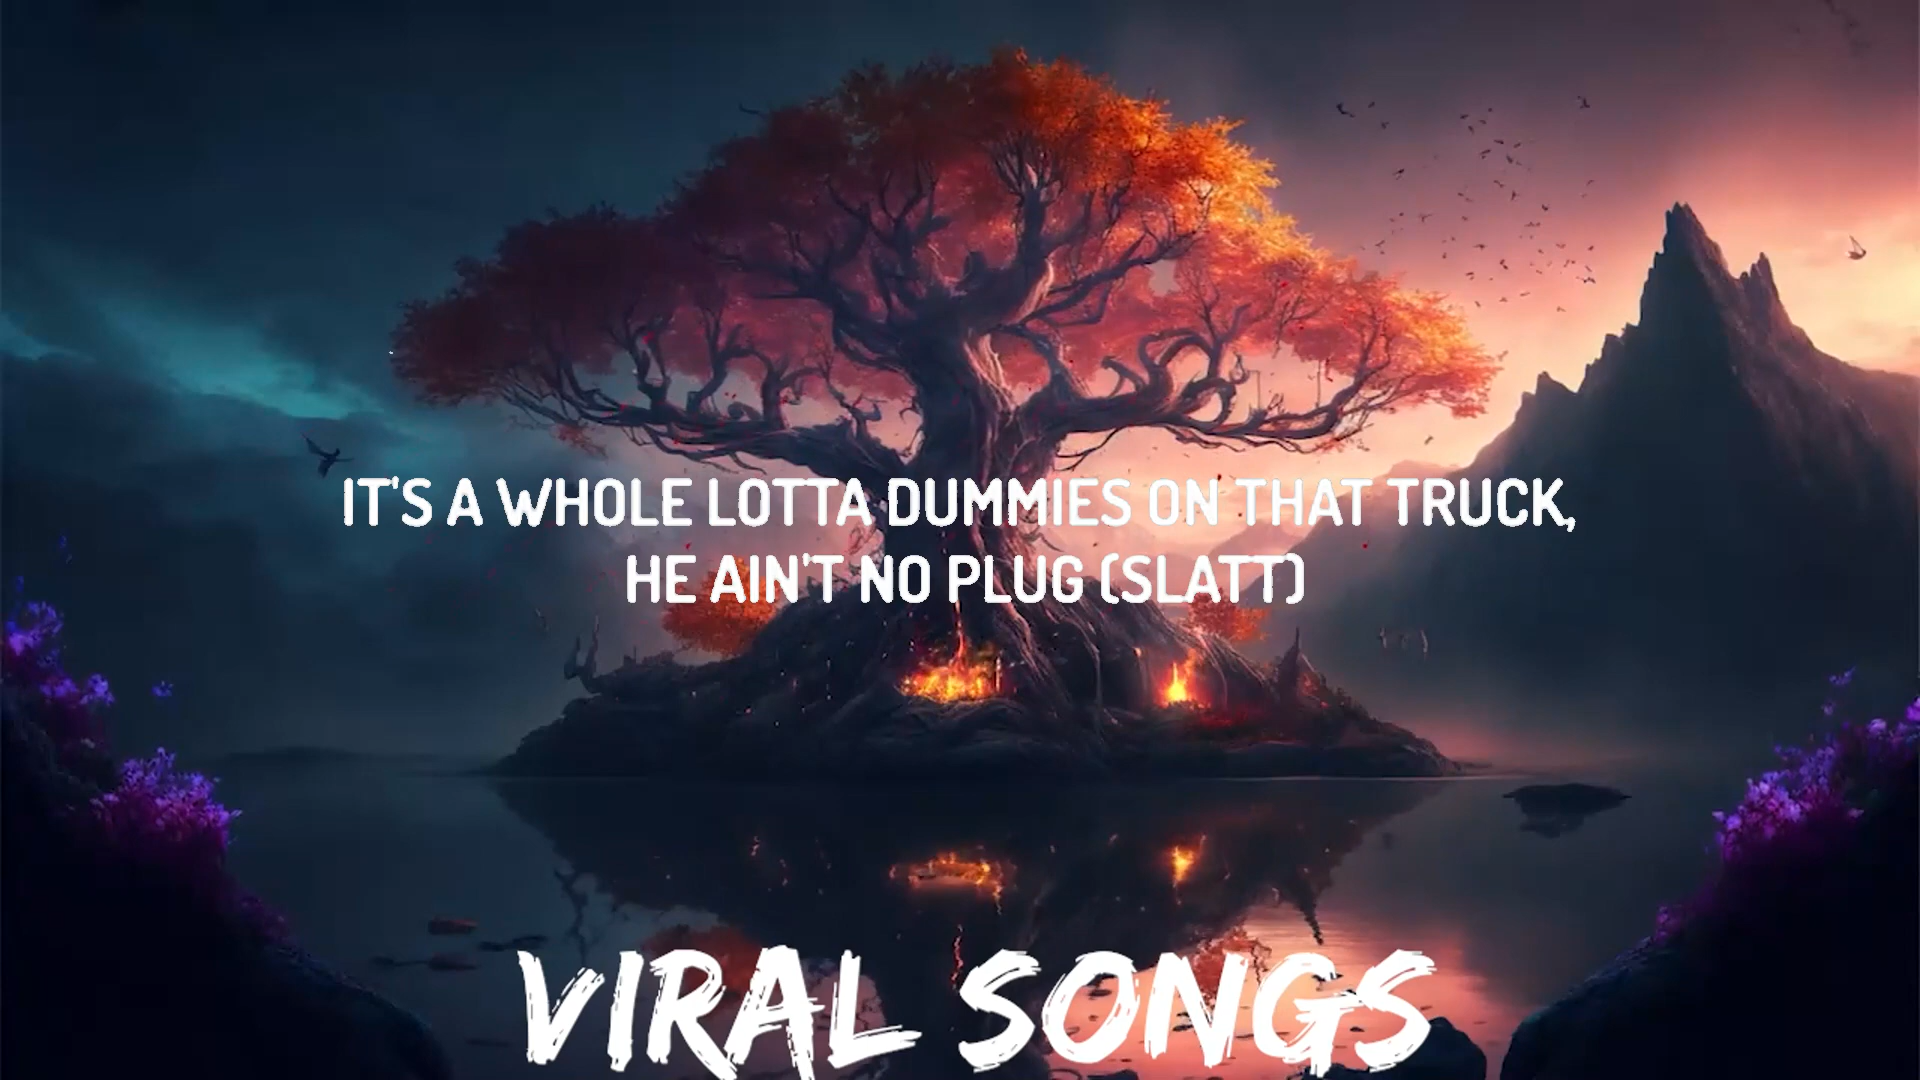 IT'S A WHOLE LOTTA DUMMIES ON THAT TRUCK,
HE AIN'T NO PLUG (SLATT)
VIRAL SONGS